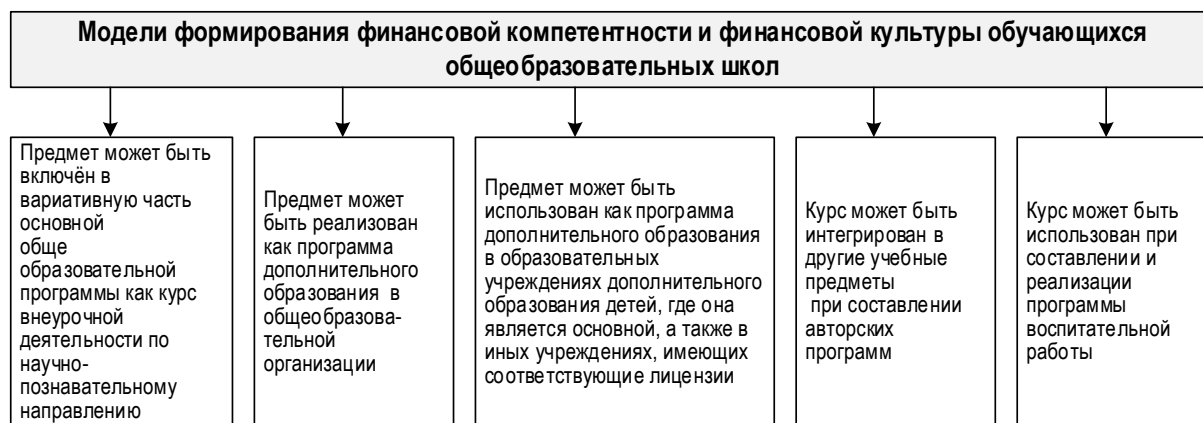 Модели формирования финансовой компетентности и финансовой культуры обучающихся
общеобразовательных школ
Предмет может быть
включён в
вариативную часть
основной
обще
образовательной
программы как курс
внеурочной
деятельности по
научно-
познавательному
направлению
Предмет может
быть реализован
как программа
дополнительного
образования в
общеобразова-
тельной
организации
Предмет может быть
использован как программа
дополнительного образования
в образовательных
учреждениях дополнительного
образования детей, где она
является основной, а также в
иных учреждениях, имеющих
соответствующие лицензии
Курс может быть
интегрирован в
другие учебные
предметы
при составлении
авторских
программ
Курс может быть
использован при
составлении и
реализации
программы
воспитательной
работы